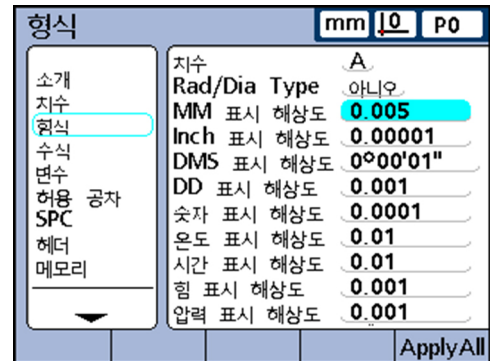 형식
mm 0 P0
소개
치수
형식
수식
변수
허용 공차
SPC
헤더
메모리
치수 A
Rad/Dia Type 아니오
MM 표시 해상도 0.005
Inch 표시 해상도 0.00001
DMS 표시 해상도 0°00'01"
DD 표시 해상도 0.001
숫자 표시 해상도 0.0001
온도 표시 해상도 0.01
시간 표시 해상도 0.01
힘 표시 해상도 0.001
압력 표시 해상도 0.001
ApplyAll